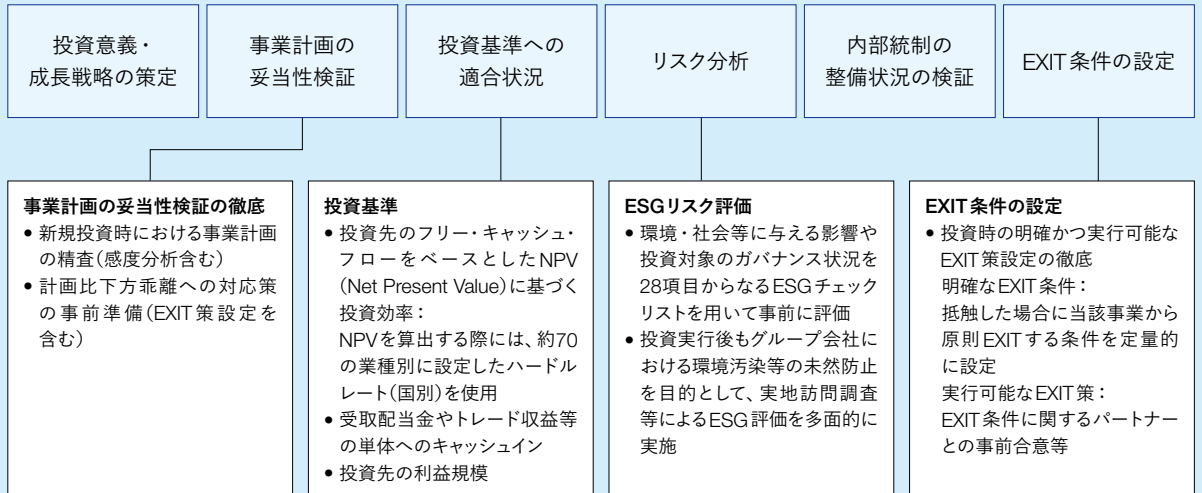 投資意義・
成長戦略の策定
事業計画の
妥当性検証
投資基準への
適合状況
リスク分析
内部統制の
整備状況の検証
EXIT条件の設定
事業計画の妥当性検証の徹底
• 新規投資時における事業計画
の精査(感度分析含む)
• 計画比下方乖離への対応策
の事前準備(EXIT策設定を
含む)
投資基準
• 投資先のフリー・キャッシュ・
フローをベースとしたNPV
(Net Present Value)に基づく
投資効率：
NPVを算出する際には、約70
の業種別に設定したハードル
レート(国別)を使用
• 受取配当金やトレード収益等
の単体へのキャッシュイン
• 投資先の利益規模
ESGリスク評価
• 環境・社会等に与える影響や
投資対象のガバナンス状況を
28項目からなるESGチェック
リストを用いて事前に評価
• 投資実行後もグループ会社に
おける環境汚染等の未然防止
を目的として、実地訪問調査
等によるESG評価を多面的に
実施
EXIT条件の設定
• 投資時の明確かつ実行可能な
EXIT策設定の徹底
明確なEXIT条件：
抵触した場合に当該事業から
原則EXITする条件を定量的
に設定
実行可能なEXIT策：
EXIT条件に関するパートナー
との事前合意等